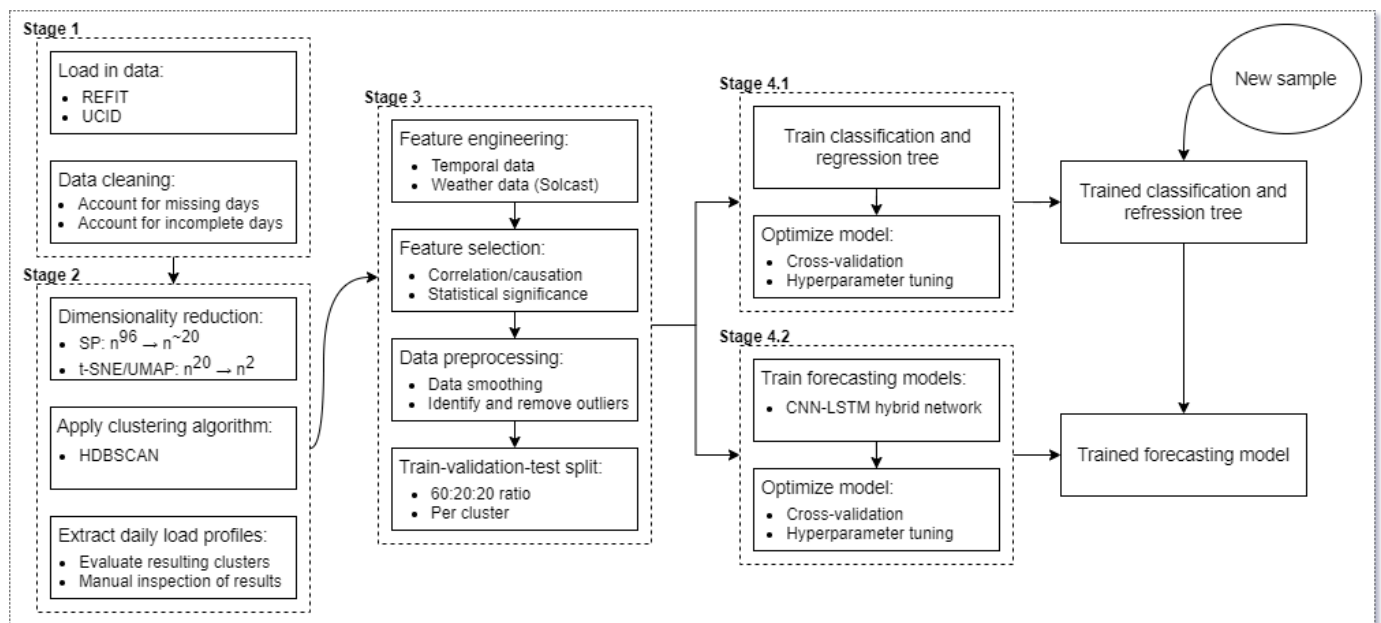 Stage 1
Load in data:
• REFIT
• UCID
Data cleaning:
• Account for missing days
• Account for incomplete days
Stage 2
Dimensionality reduction:
• SP: n^96 → n^~20
• t-SNE/UMAP: n^20 → n^2
Apply clustering algorithm:
• HDBSCAN
Extract daily load profiles:
• Evaluate resulting clusters
• Manual inspection of results
Stage 3
Feature engineering:
• Temporal data
• Weather data (Solcast)
Feature selection:
• Correlation/causation
• Statistical significance
Data preprocessing:
• Data smoothing
• Identify and remove outliers
Train-validation-test split:
• 60:20:20 ratio
• Per cluster
Stage 4.1
Train classification and
regression tree
Optimize model:
• Cross-validation
• Hyperparameter tuning
Stage 4.2
Train forecasting models:
• CNN-LSTM hybrid network
Optimize model:
• Cross-validation
• Hyperparameter tuning
New sample
Trained classification and
refression tree
Trained forecasting model